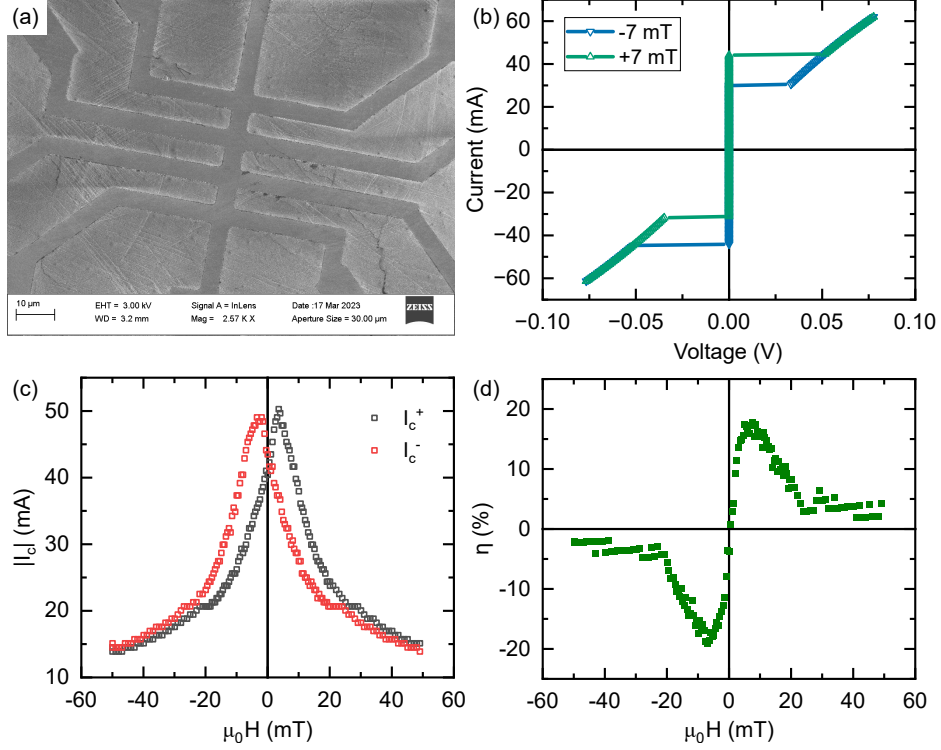 (a)
10 µm
EHT = 3.00 kV
WD = 3.2 mm
Signal A = InLens
Mag = 2.57 K X
Date :17 Mar 2023
Aperture Size = 30.00 µm
ZEISS
(b)
-7 mT
+7 mT
Current (mA)
60
40
20
0
−20
−40
−60
−0.10
−0.05
0.00
0.05
0.10
Voltage (V)
(c)
I_c^+
I_c^-
|I_c| (mA)
50
40
30
20
10
-60
-40
-20
0
20
40
60
µ₀H (mT)
(d)
η (%)
20
10
0
-10
-20
-60
-40
-20
0
20
40
60
µ₀H (mT)